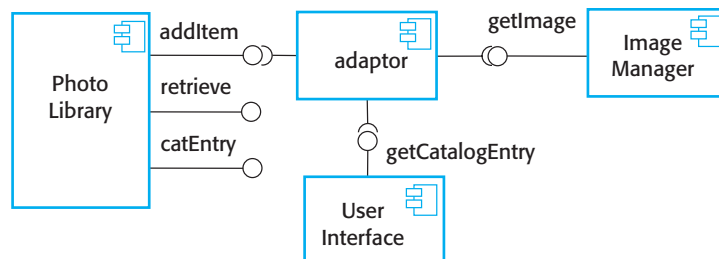 addItem
getImage
Photo
Library
adaptor
Image
Manager
retrieve
catEntry
getCatalogEntry
User
Interface